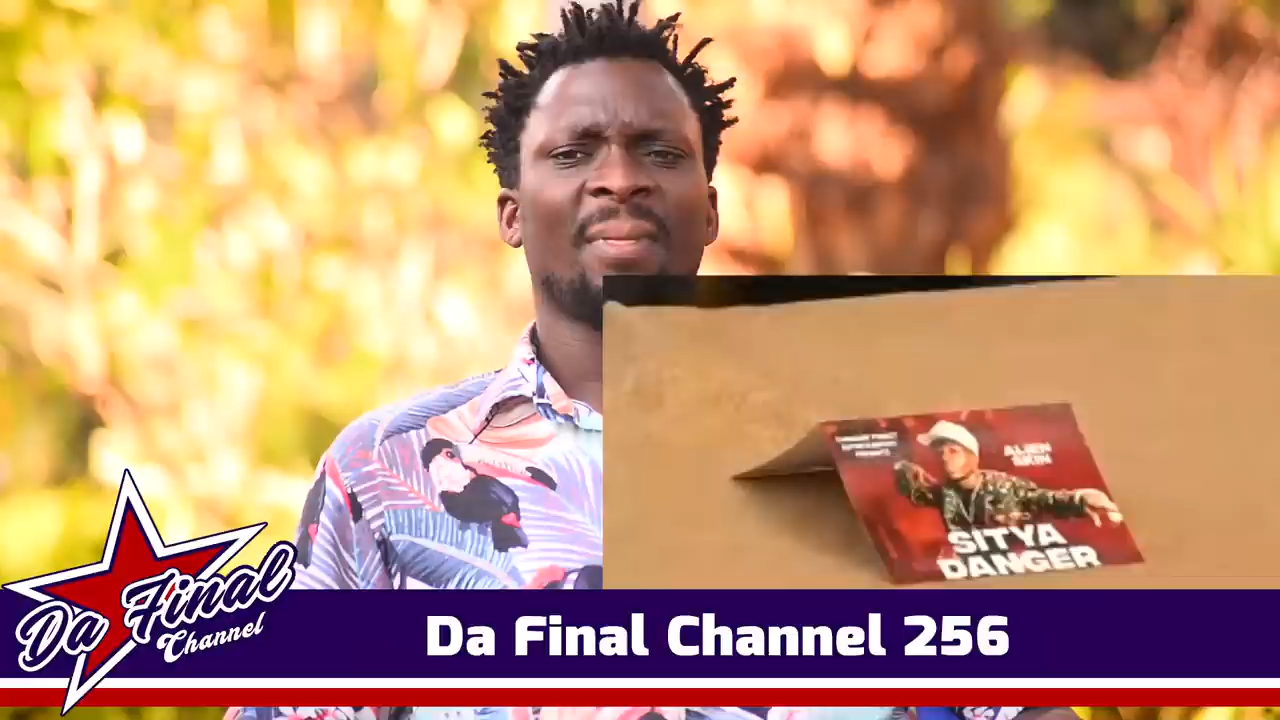 ALIEN
SKIN
SITYA
DANGER
Da Final
Channel
Da Final Channel 256